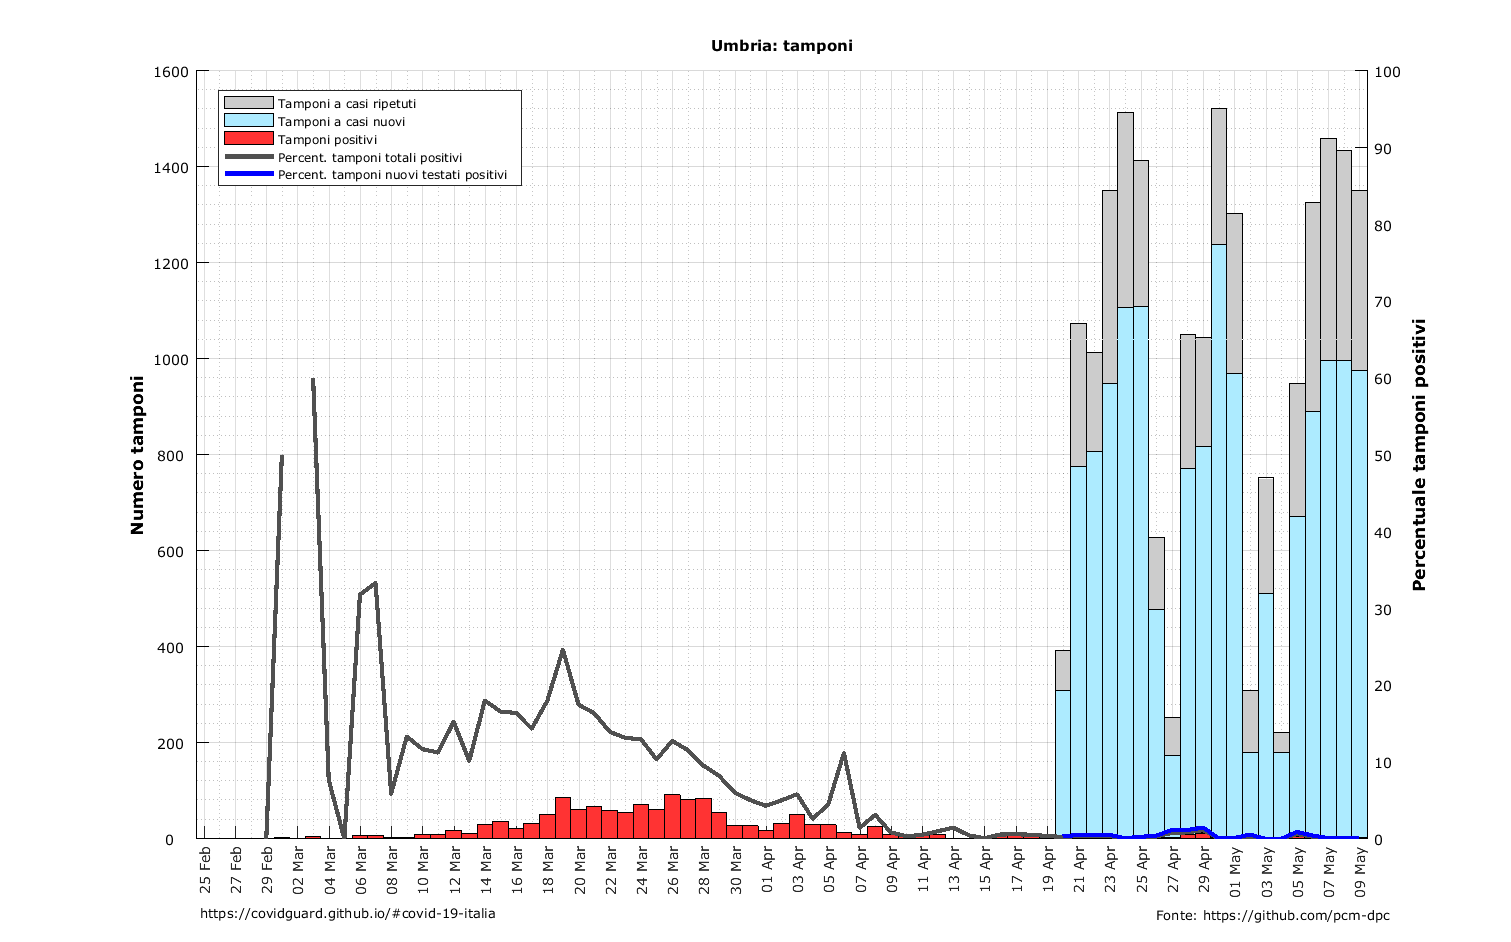 Umbria: tamponi
Tamponi a casi ripetuti
Tamponi a casi nuovi
Tamponi positivi
Percent. tamponi totali positivi
Percent. tamponi nuovi testati positivi
Numero tamponi
1600
1400
1200
1000
800
600
400
200
0
100
90
80
70
60
50
40
30
20
10
0
Percentuale tamponi positivi
25 Feb
27 Feb
29 Feb
02 Mar
04 Mar
06 Mar
08 Mar
10 Mar
12 Mar
14 Mar
16 Mar
18 Mar
20 Mar
22 Mar
24 Mar
26 Mar
28 Mar
30 Mar
01 Apr
03 Apr
05 Apr
07 Apr
09 Apr
11 Apr
13 Apr
15 Apr
17 Apr
19 Apr
21 Apr
23 Apr
25 Apr
27 Apr
29 Apr
01 May
03 May
05 May
07 May
09 May
https://covidguard.github.io/#covid-19-italia
Fonte: https://github.com/pcm-dpc